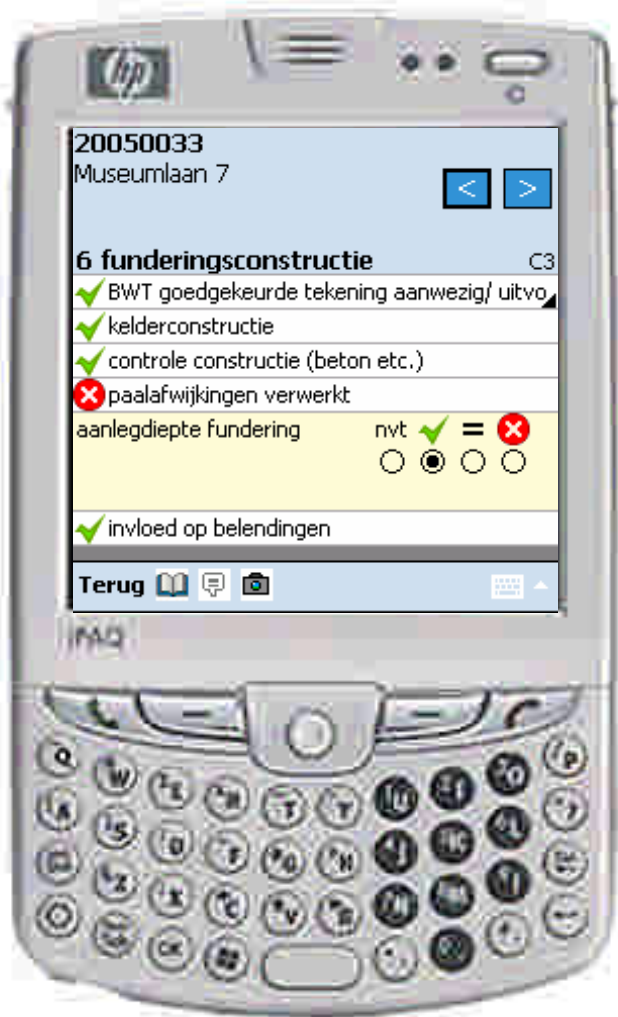 hp
20050033
Museumlaan 7
< >
6 funderingsconstructie C3
BWT goedgekeurde tekening aanwezig/ uitvo
kelderconstructie
controle constructie (beton etc.)
paalafwijkingen verwerkt
aanlegdiepte fundering nvt =
invloed op belendingen
Terug
iPAQ
Q W E R T Y
A S D F G H
Z X C V B
OK